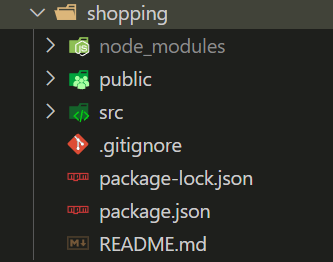 shopping
node_modules
public
src
.gitignore
package-lock.json
package.json
README.md